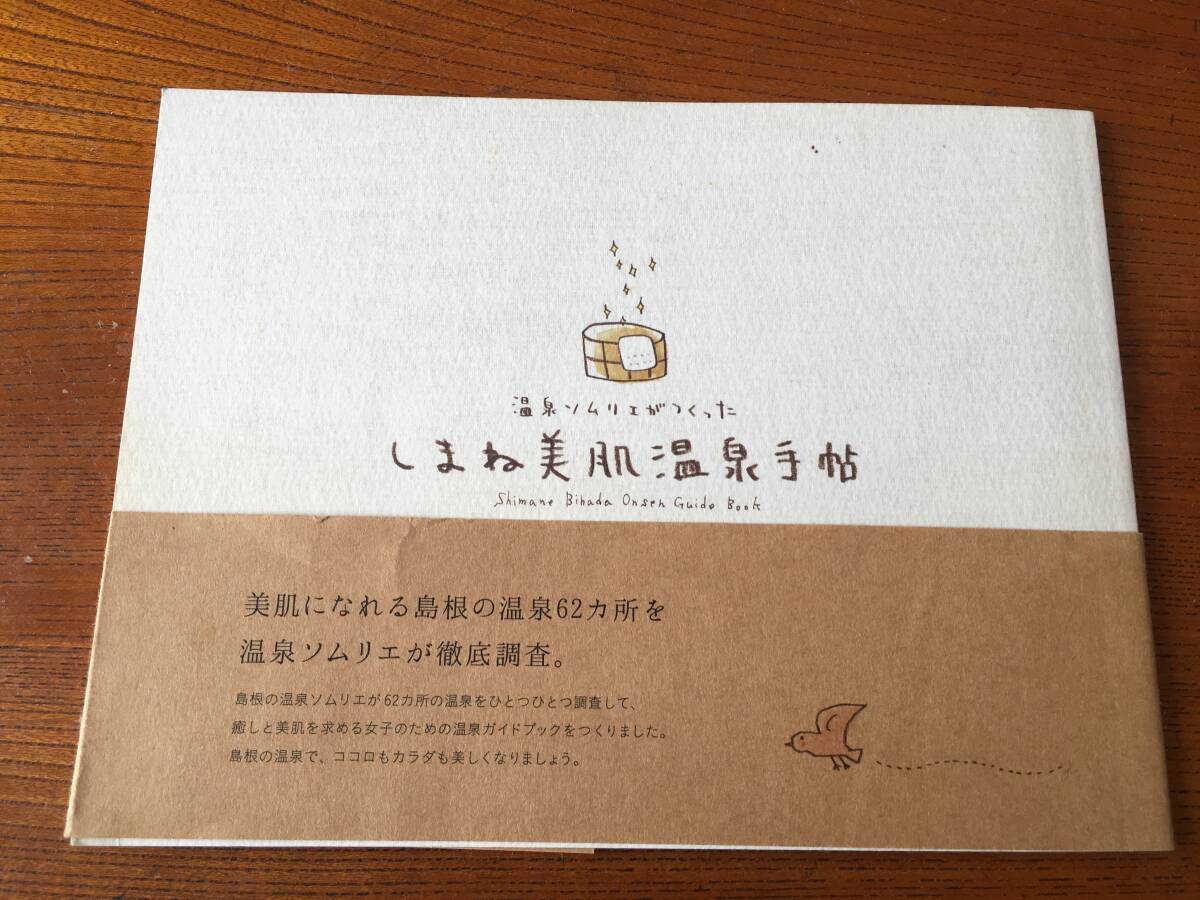 温泉ソムリエがつくった
しまね美肌温泉手帖
Shimane Bihada Onsen Guide Book
美肌になれる島根の温泉62カ所を
温泉ソムリエが徹底調査。
島根の温泉ソムリエが62カ所の温泉をひとつひとつ調査して、
癒しと美肌を求める女子のための温泉ガイドブックをつくりました。
島根の温泉で、ココロもカラダも美しくなりましょう。